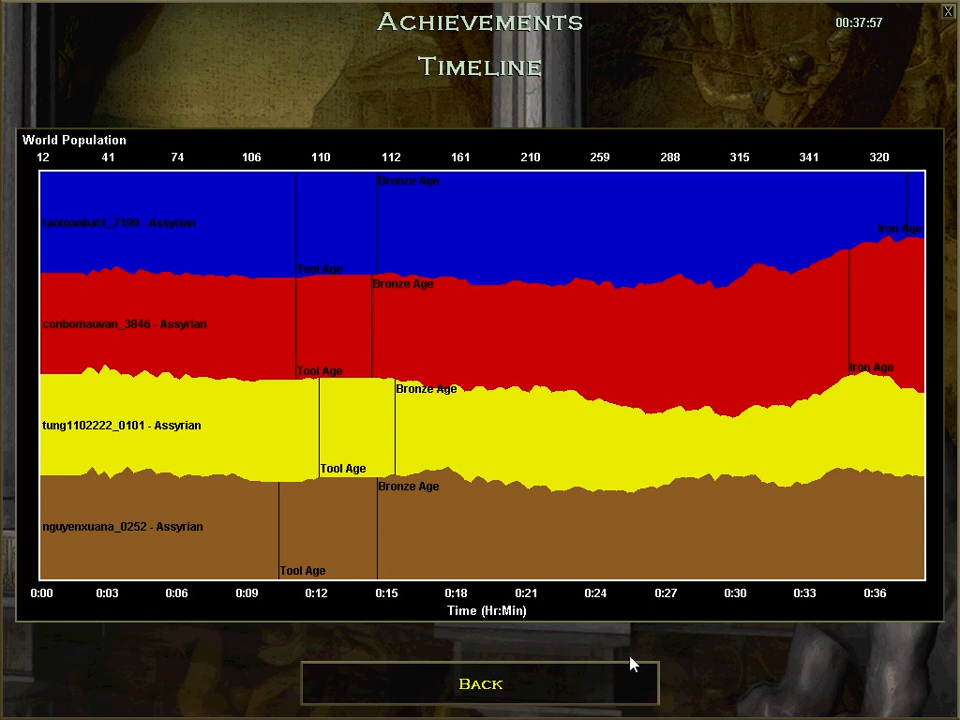 ACHIEVEMENTS
00:37:57
X
TIMELINE
World Population
12 41 74 106 110 112 161 210 259 288 315 341 320
Bronze Age
- Assyrian
Iron Age
Tool Age
Bronze Age
conbomauvan_3846 - Assyrian
Tool Age
Iron Age
Bronze Age
tung1102222_0101 - Assyrian
Tool Age
Bronze Age
nguyenxuana_0252 - Assyrian
Tool Age
0:00 0:03 0:06 0:09 0:12 0:15 0:18 0:21 0:24 0:27 0:30 0:33 0:36
Time (Hr:Min)
BACK